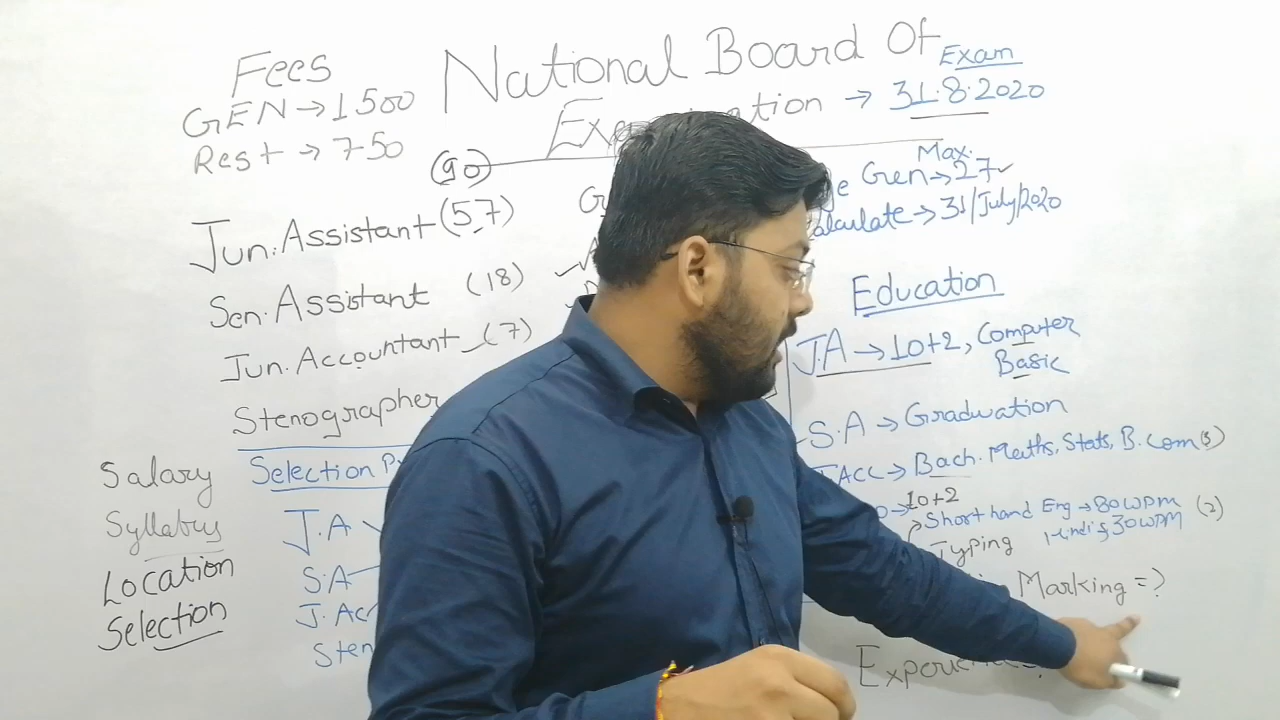 Fees
GEN → 1500
Rest → 750
National Board Of
Exam
→ 31.8.2020
(90)
Jun. Assistant (57)
Sen. Assistant (18)
Jun. Accountant (7)
Stenographer
Max.
Gen → 27 ✓
→ 31/July/2020
Education
J.A → 10+2, Computer
Basic
S.A → Graduation
JAcc → Bach. Maths, Stats, B.Com (3)
→ 10+2
Short hand Eng → 80 WPM (2)
30 WPM
Typing
Marking = ?
Salary
Syllabus
Location
Selection
Selection
J.A
S.A
J. Acc
Sten